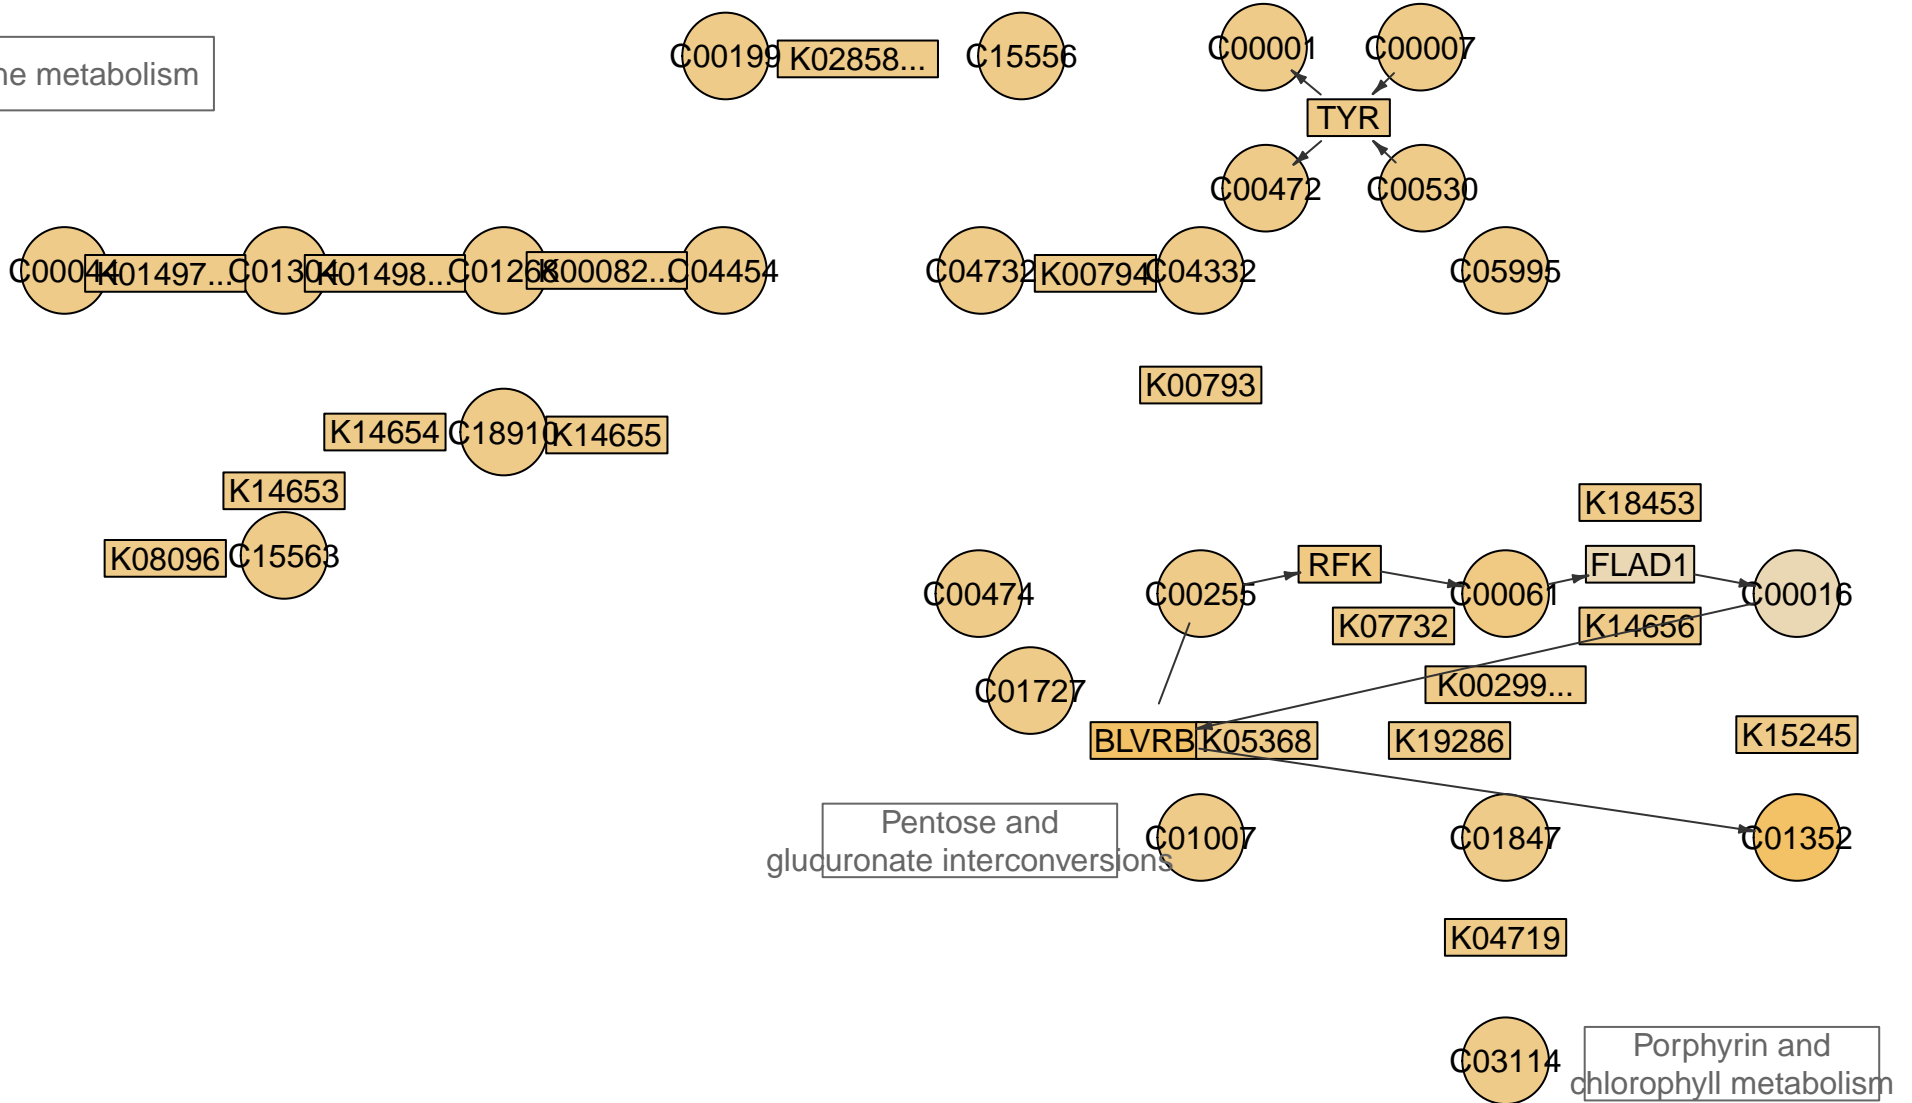 ne metabolism
C00199
K02858...
C15556
C00001
C00007
TYR
C00472
C00530
C00044
K01497...
C01304
K01498...
C01268
K00082...
C04454
C04732
K00794
C04332
C05995
K00793
K14654
C18910
K14655
K14653
K08096
C15563
K18453
C00474
C00255
RFK
C00061
FLAD1
C00016
K07732
K14656
C01727
K00299...
BLVRB
K05368
K19286
K15245
Pentose and
glucuronate interconversions
C01007
C01847
C01352
K04719
C03114
Porphyrin and
chlorophyll metabolism